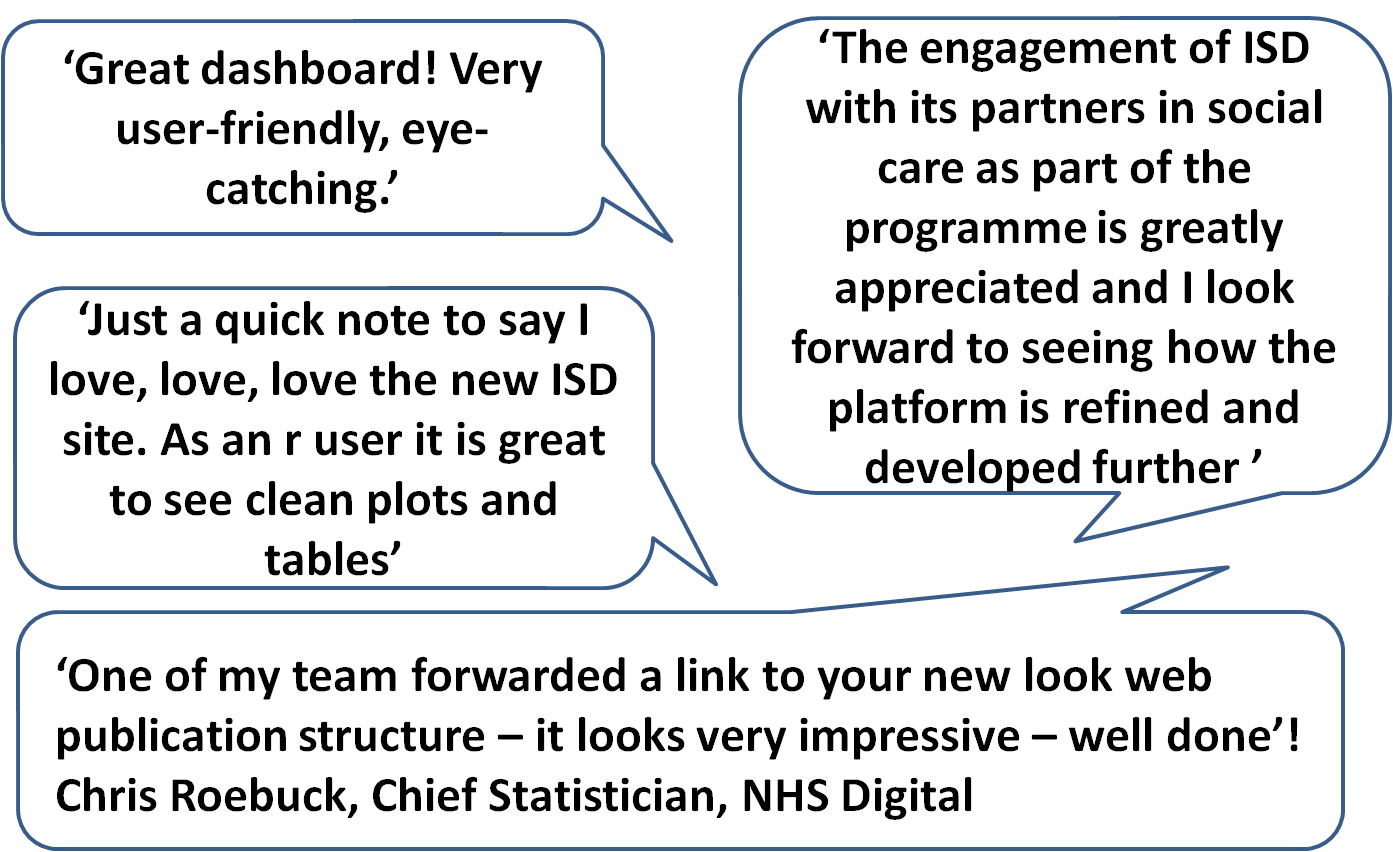 ‘Great dashboard! Very
user-friendly, eye-
catching.’
‘The engagement of ISD
with its partners in social
care as part of the
programme is greatly
appreciated and I look
forward to seeing how the
platform is refined and
developed further ’
‘Just a quick note to say I
love, love, love the new ISD
site. As an r user it is great
to see clean plots and
tables’
‘One of my team forwarded a link to your new look web
publication structure – it looks very impressive – well done’!
Chris Roebuck, Chief Statistician, NHS Digital